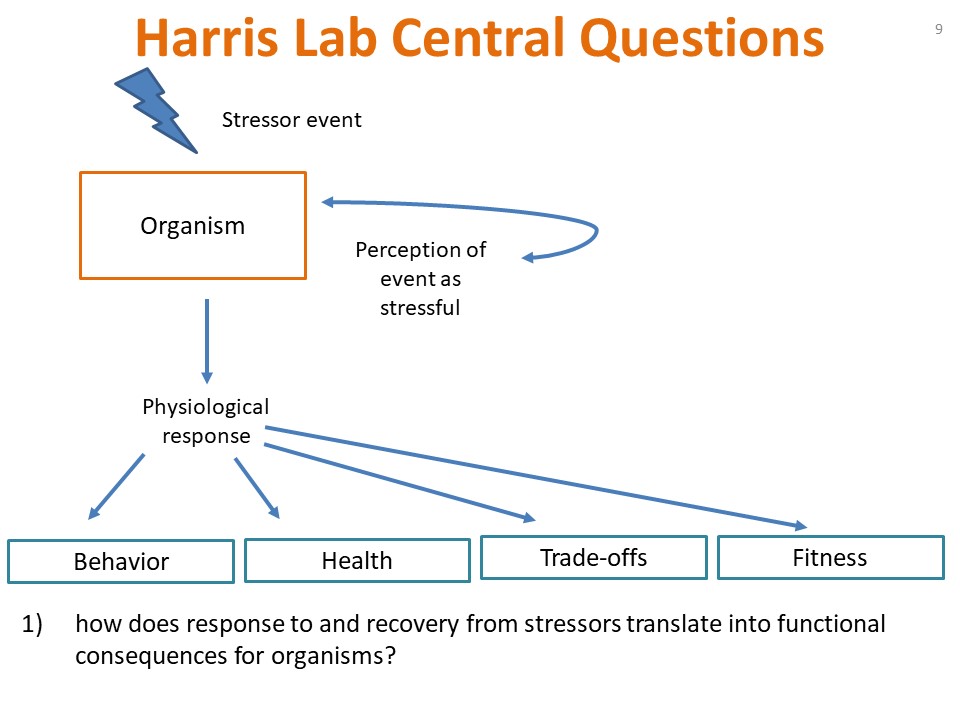 Harris Lab Central Questions
9
Stressor event
Organism
Perception of
event as
stressful
Physiological
response
Behavior
Health
Trade-offs
Fitness
1) how does response to and recovery from stressors translate into functional
consequences for organisms?